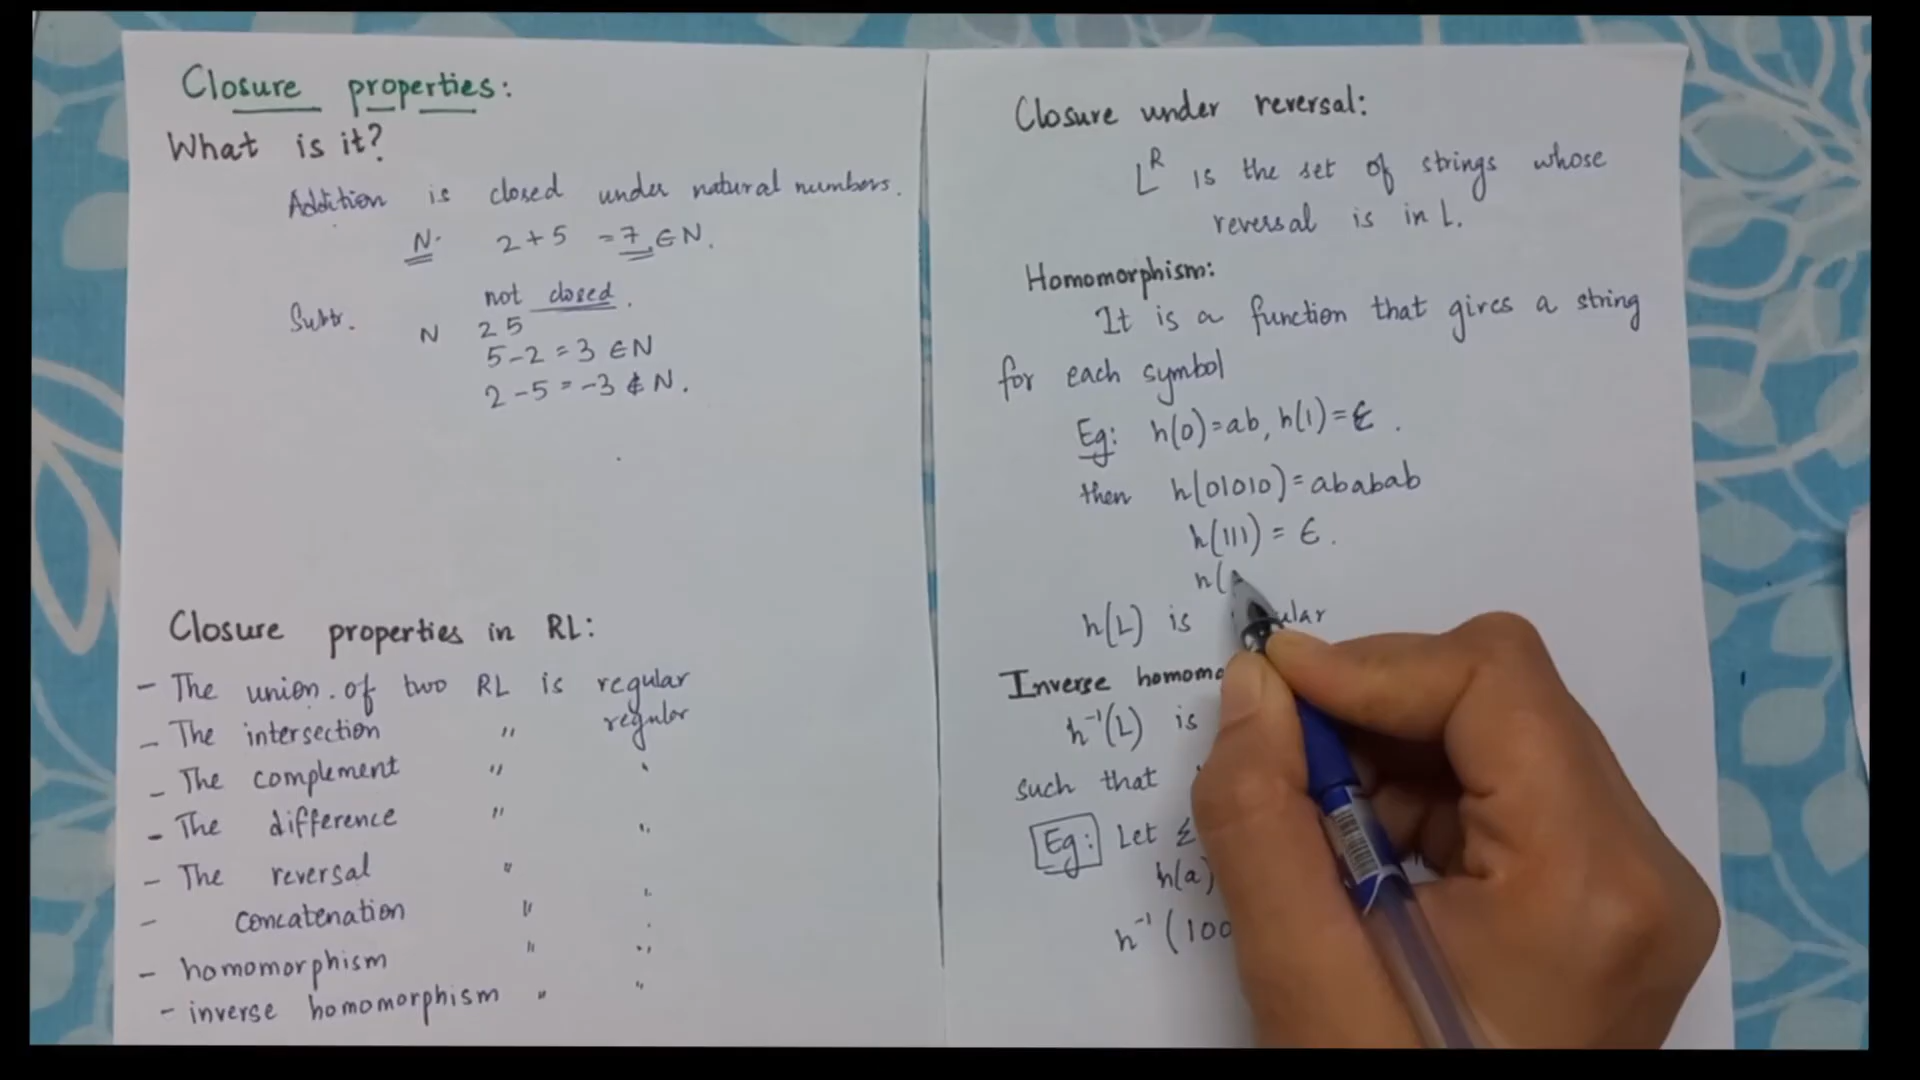 Closure properties:
What is it?
Addition is closed under natural numbers.
N. 2+5 =7 ∈N.
not closed.
Subtr. N 2 5
5-2=3 ∈N
2-5=-3 ∉ N.
Closure properties in RL:
- The union of two RL is regular
- The intersection " regular
- The complement " "
- The difference " "
- The reversal " "
- concatenation " "
- homomorphism " "
- inverse homomorphism " "
Closure under reversal:
L^R is the set of strings whose
reversal is in L.
Homomorphism:
It is a function that gives a string
for each symbol
Eg: h(0)=ab, h(1)=ε.
then h(01010)=ababab
h(111) = ε.
h(
h(L) is
Inverse
h⁻¹(L) is
such that
Eg: Let Σ
h(a)
h⁻¹(100